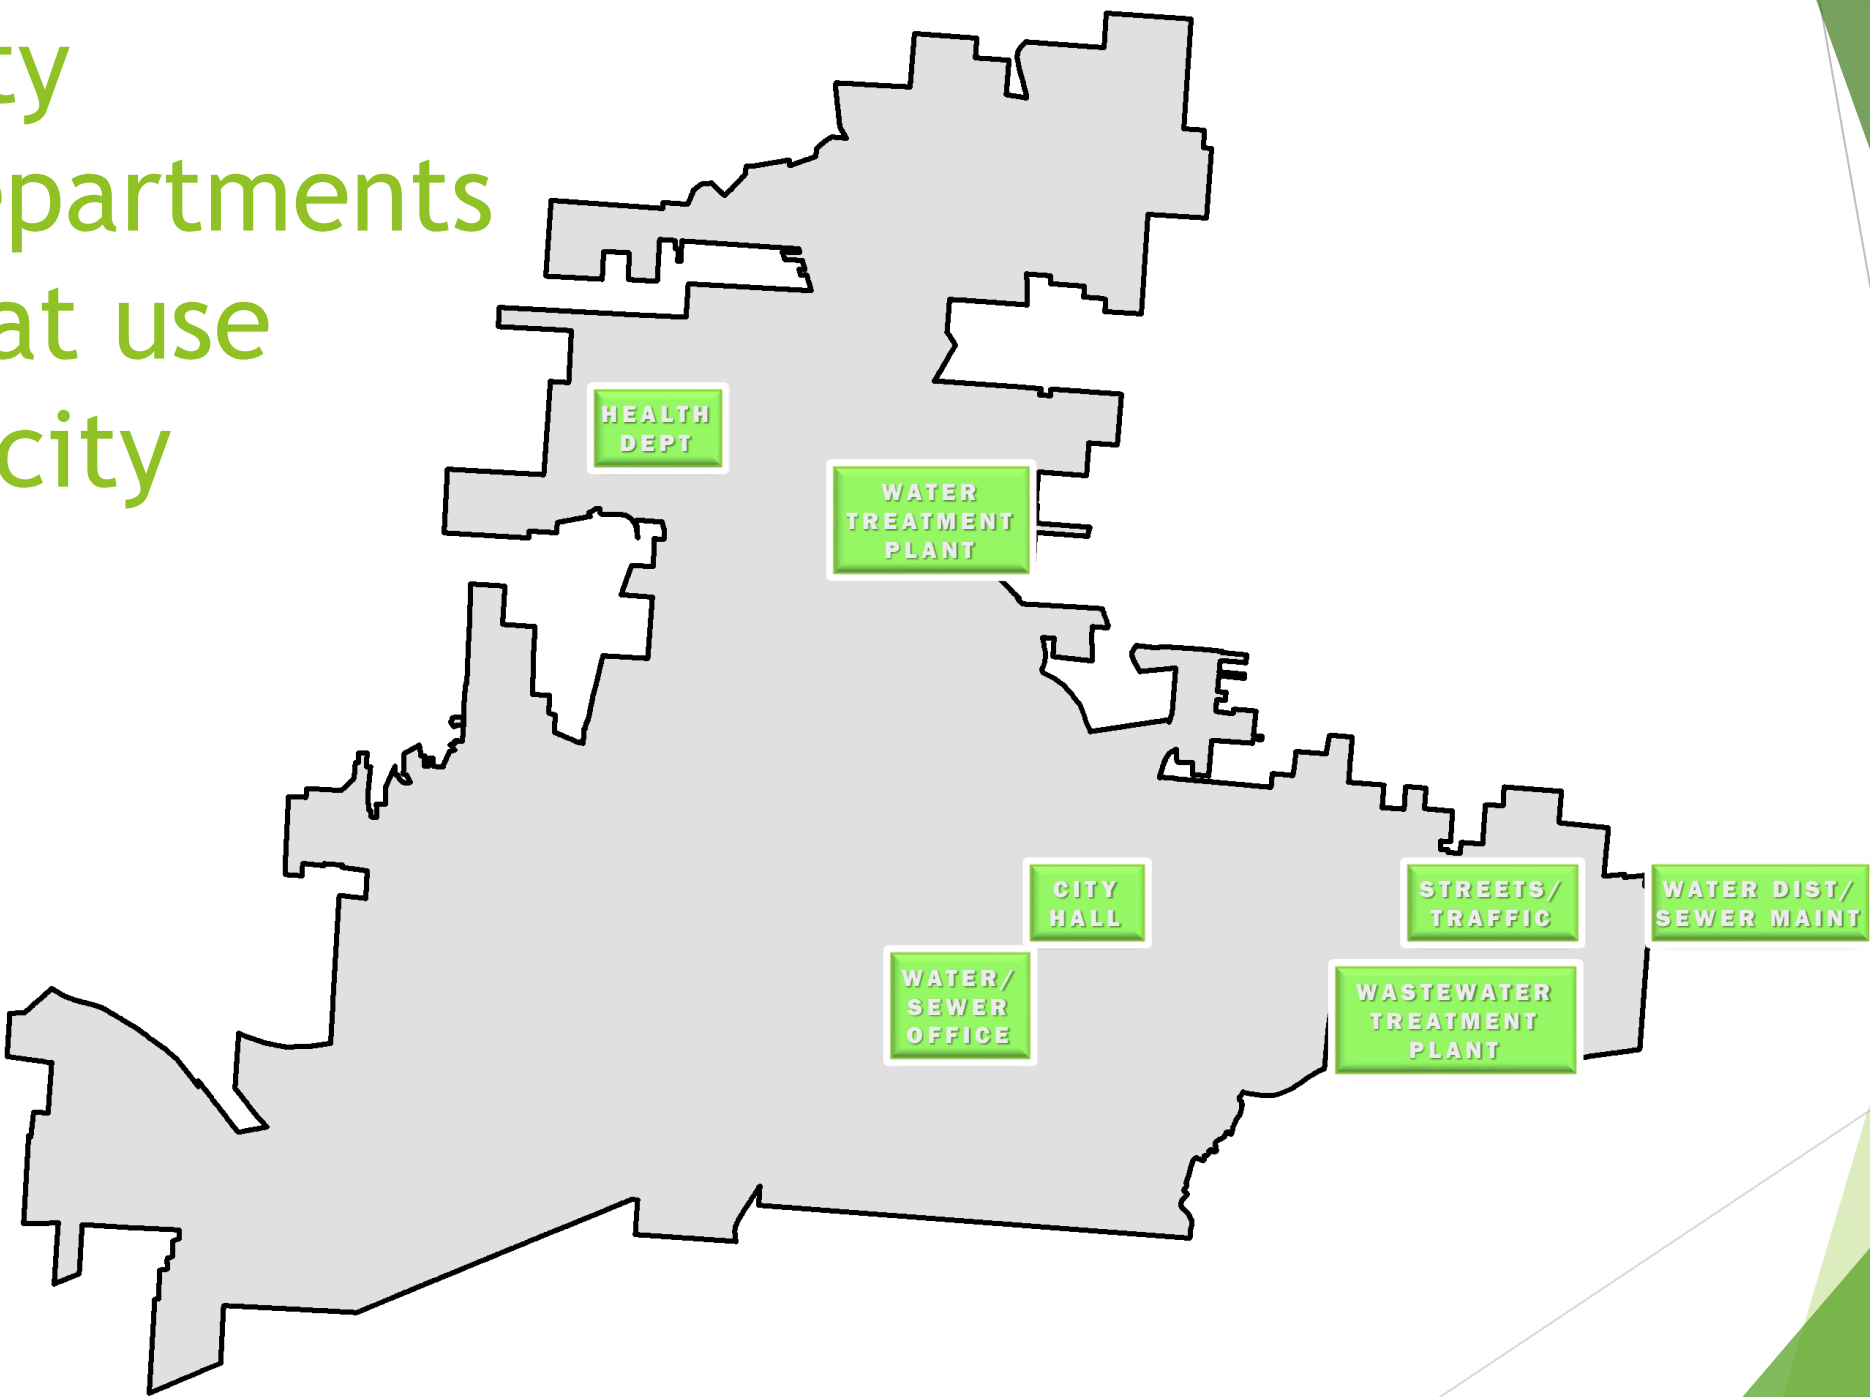 ty
epartments
at use
city
HEALTH
DEPT
WATER
TREATMENT
PLANT
CITY
HALL
STREETS/
TRAFFIC
WATER DIST/
SEWER MAINT
WATER/
SEWER
OFFICE
WASTEWATER
TREATMENT
PLANT